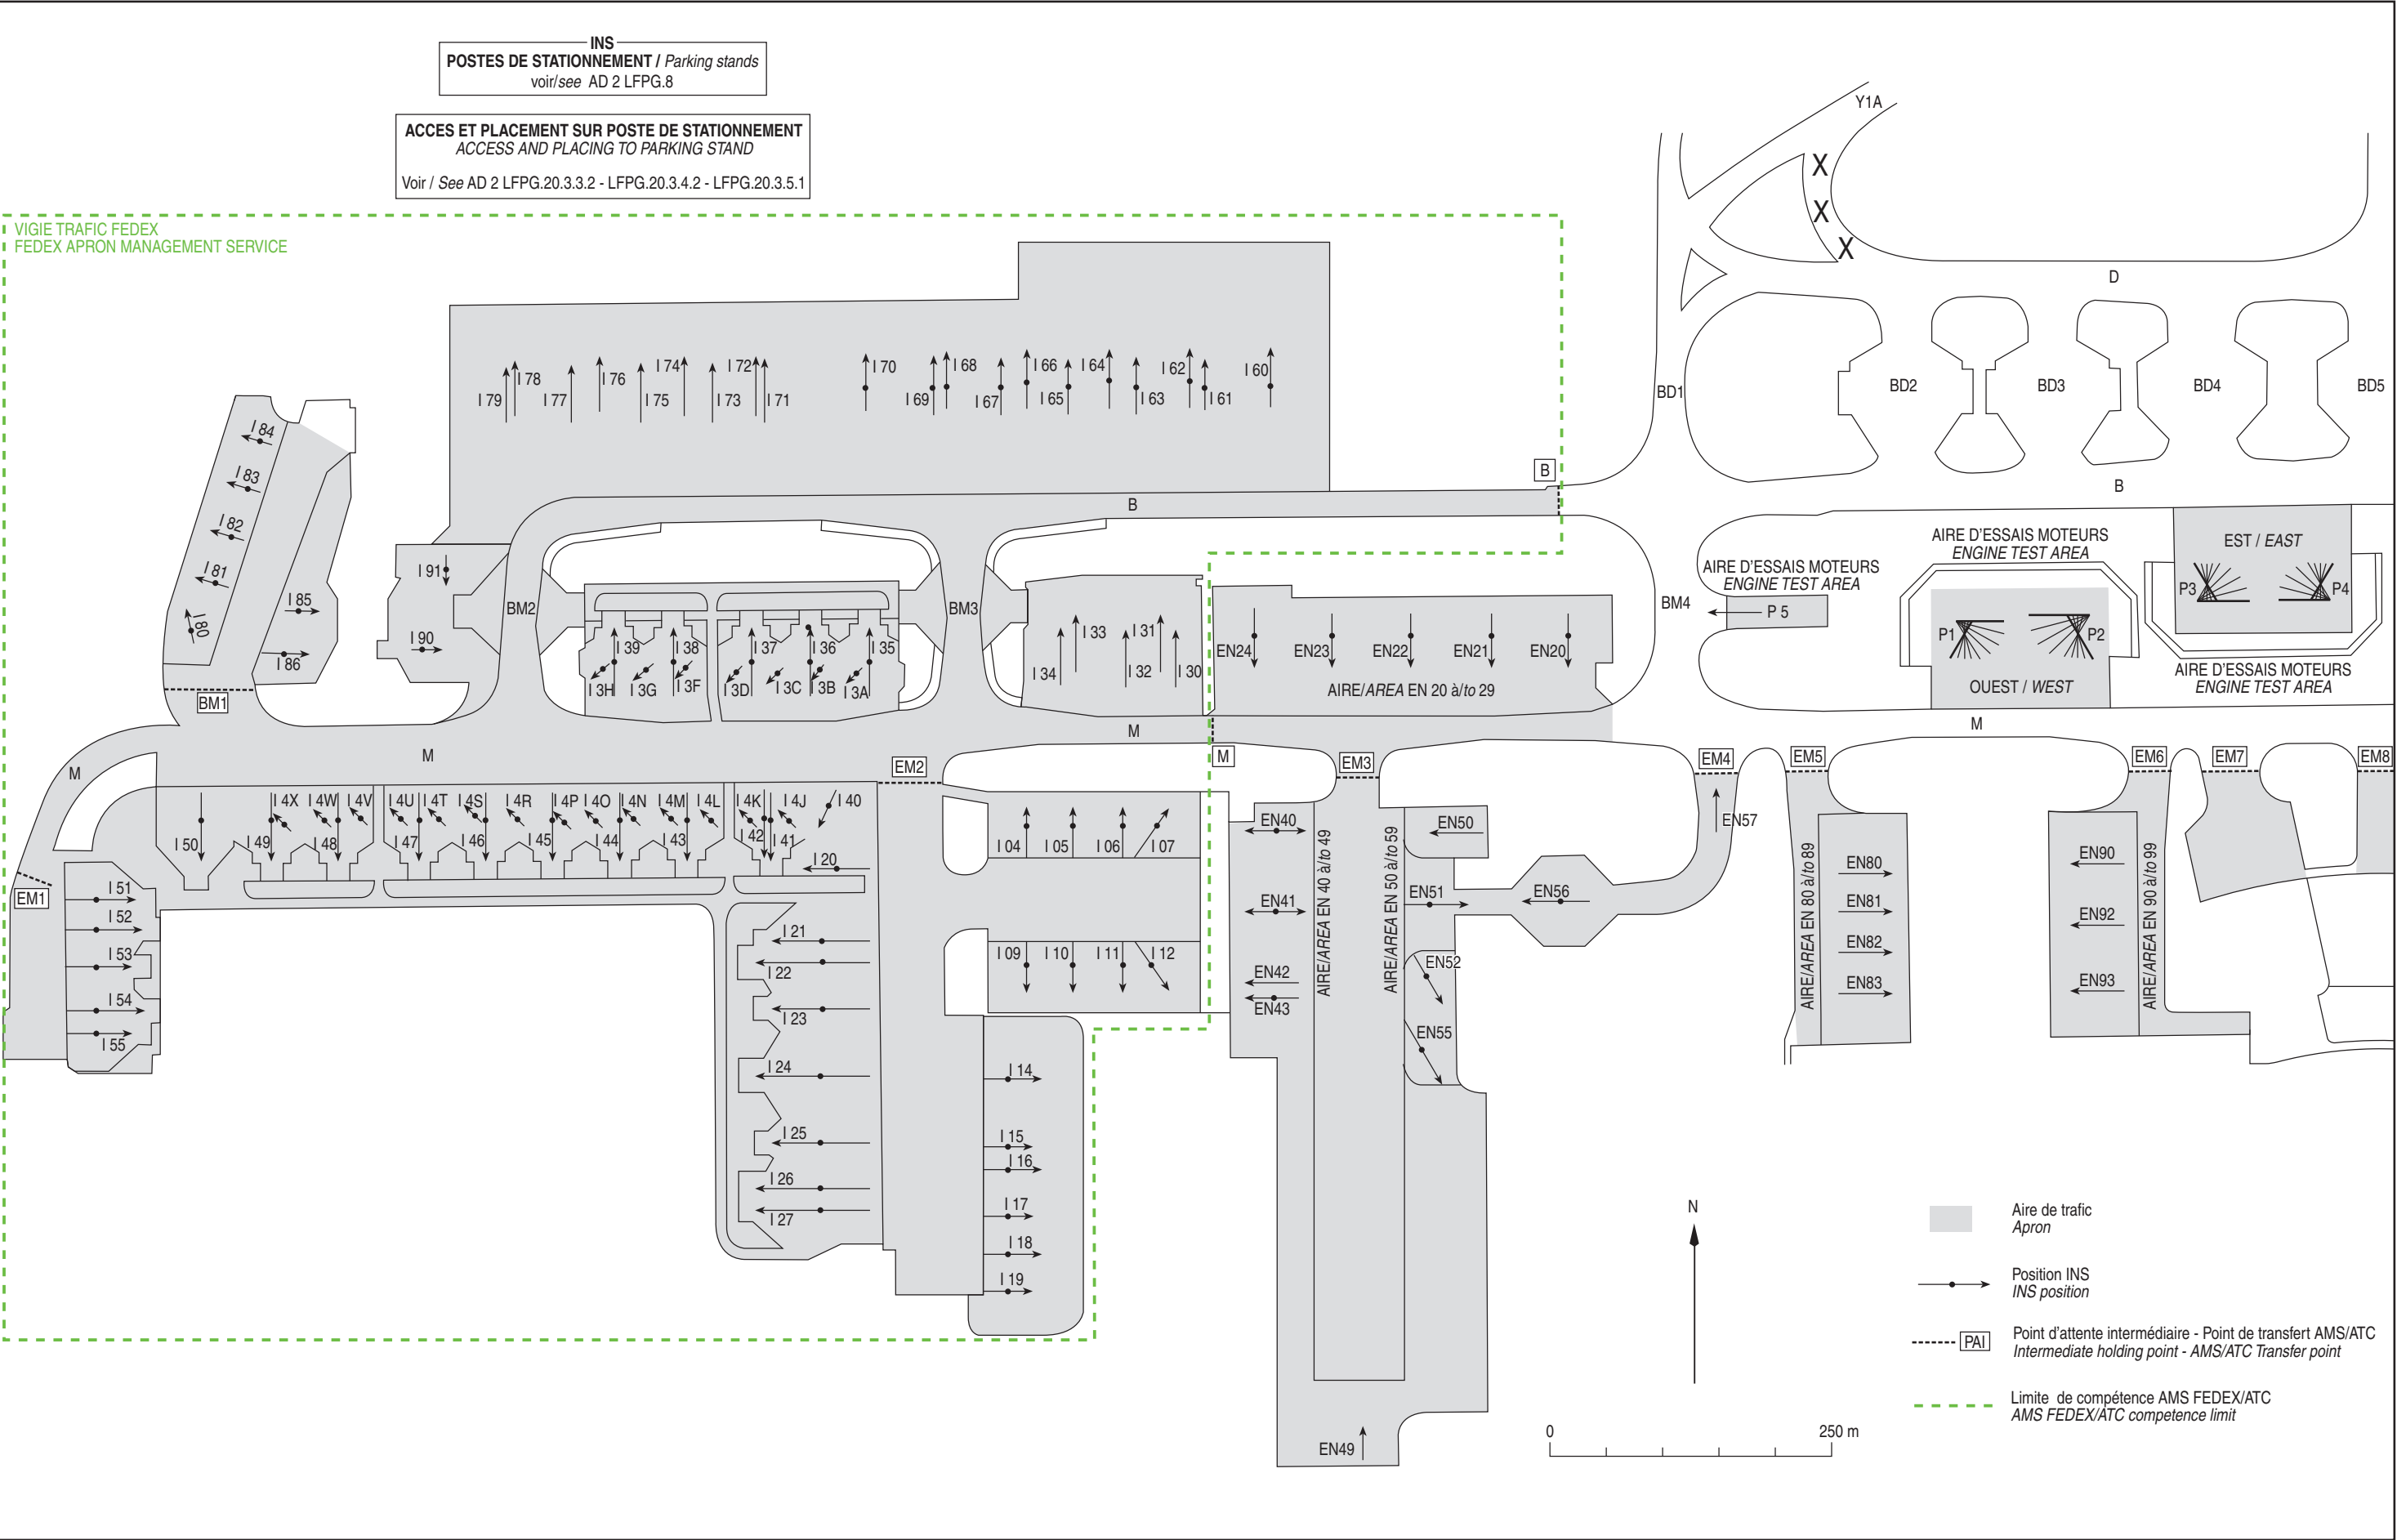 INS
POSTES DE STATIONNEMENT / Parking stands
voir/see AD 2 LFPG.8
ACCES ET PLACEMENT SUR POSTE DE STATIONNEMENT
ACCESS AND PLACING TO PARKING STAND
Voir / See AD 2 LFPG.20.3.3.2 - LFPG.20.3.4.2 - LFPG.20.3.5.1
VIGIE TRAFIC FEDEX
FEDEX APRON MANAGEMENT SERVICE
Y1A
X
X
X
D
BD1
BD2
BD3
BD4
BD5
I 79
I 78
I 77
I 76
I 75
I 74
I 73
I 72
I 71
I 70
I 69
I 68
I 67
I 66
I 65
I 64
I 63
I 62
I 61
I 60
I 84
I 83
I 82
I 81
I 80
I 85
I 86
I 91
I 90
B
B
B
BM1
BM2
BM3
BM4
I 39
I 38
I 37
I 36
I 35
I 3H
I 3G
I 3F
I 3D
I 3C
I 3B
I 3A
I 34
I 33
I 32
I 31
I 30
EN24
EN23
EN22
EN21
EN20
AIRE/AREA EN 20 à/to 29
AIRE D'ESSAIS MOTEURS
ENGINE TEST AREA
P 5
AIRE D'ESSAIS MOTEURS
ENGINE TEST AREA
P1
P2
OUEST / WEST
EST / EAST
P3
P4
AIRE D'ESSAIS MOTEURS
ENGINE TEST AREA
M
M
M
M
M
EM1
EM2
EM3
EM4
EM5
EM6
EM7
EM8
I 50
I 4X
I 4W
I 4V
I 4U
I 4T
I 4S
I 4R
I 4P
I 4O
I 4N
I 4M
I 4L
I 4K
I 4J
I 40
I 49
I 48
I 47
I 46
I 45
I 44
I 43
I 42
I 41
I 20
I 51
I 52
I 53
I 54
I 55
I 21
I 22
I 23
I 24
I 25
I 26
I 27
I 04
I 05
I 06
I 07
I 09
I 10
I 11
I 12
I 14
I 15
I 16
I 17
I 18
I 19
EN40
EN41
EN42
EN43
AIRE/AREA EN 40 à/to 49
AIRE/AREA EN 50 à/to 59
EN50
EN51
EN52
EN55
EN56
EN57
EN49
AIRE/AREA EN 80 à/to 89
EN80
EN81
EN82
EN83
EN90
EN92
EN93
AIRE/AREA EN 90 à/to 99
N
0
250 m
Aire de trafic
Apron
Position INS
INS position
PAI
Point d'attente intermédiaire - Point de transfert AMS/ATC
Intermediate holding point - AMS/ATC Transfer point
Limite de compétence AMS FEDEX/ATC
AMS FEDEX/ATC competence limit